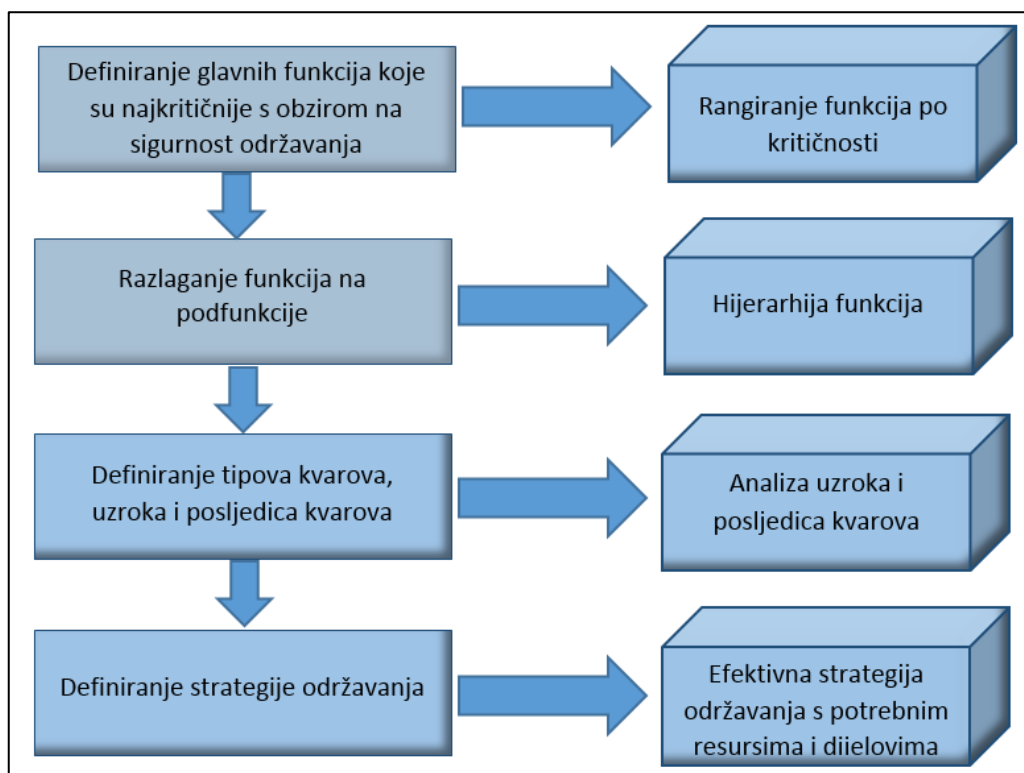 Definiranje glavnih funkcija koje
su najkritičnije s obzirom na
sigurnost održavanja
Rangiranje funkcija po
kritičnosti
Razlaganje funkcija na
podfunkcije
Hijerarhija funkcija
Definiranje tipova kvarova,
uzroka i posljedica kvarova
Analiza uzroka i
posljedica kvarova
Definiranje strategije održavanja
Efektivna strategija
održavanja s potrebnim
resursima i dijelovima